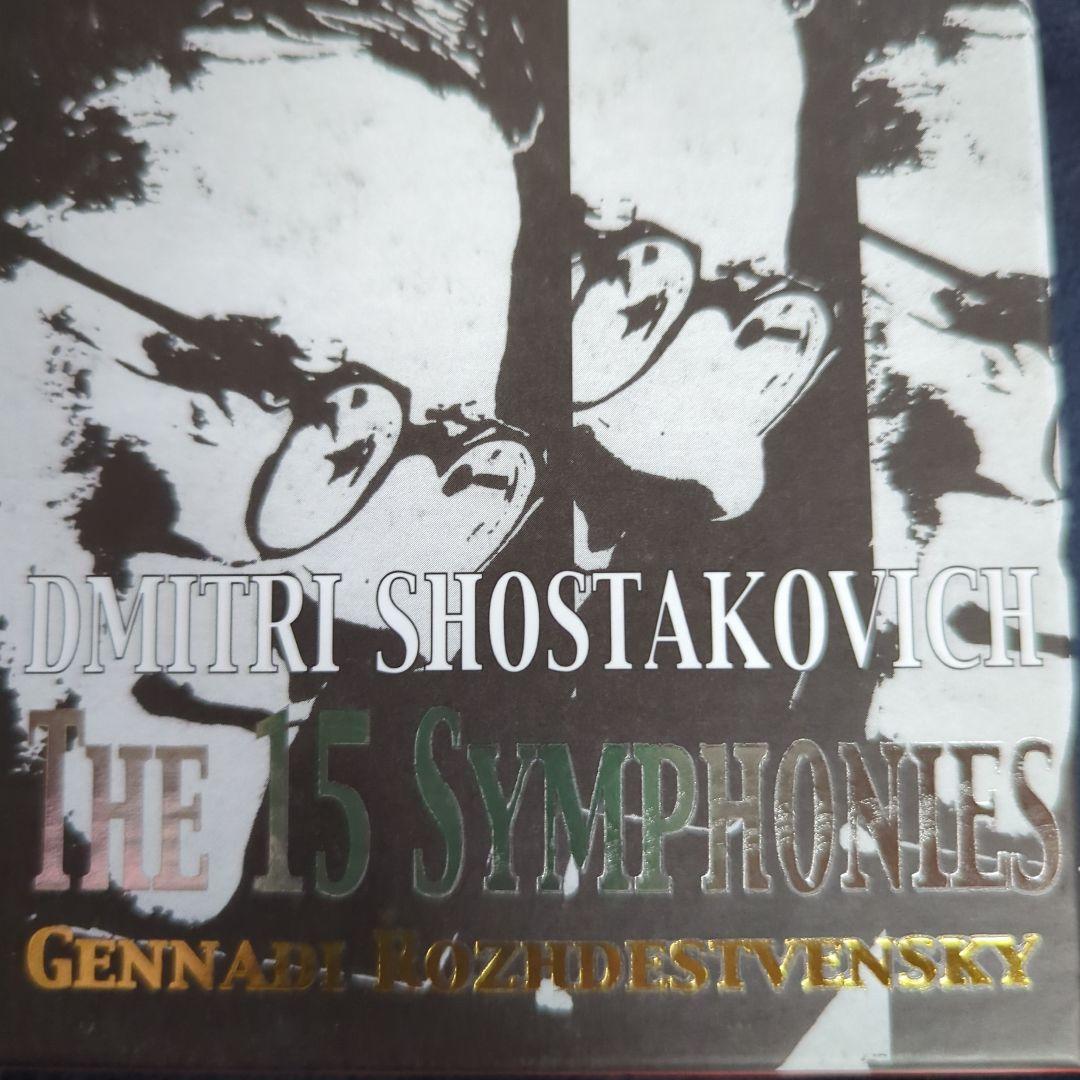 DMITRI SHOSTAKOVICH
THE 15 SYMPHONIES
GENNADI ROZHDESTVENSKY